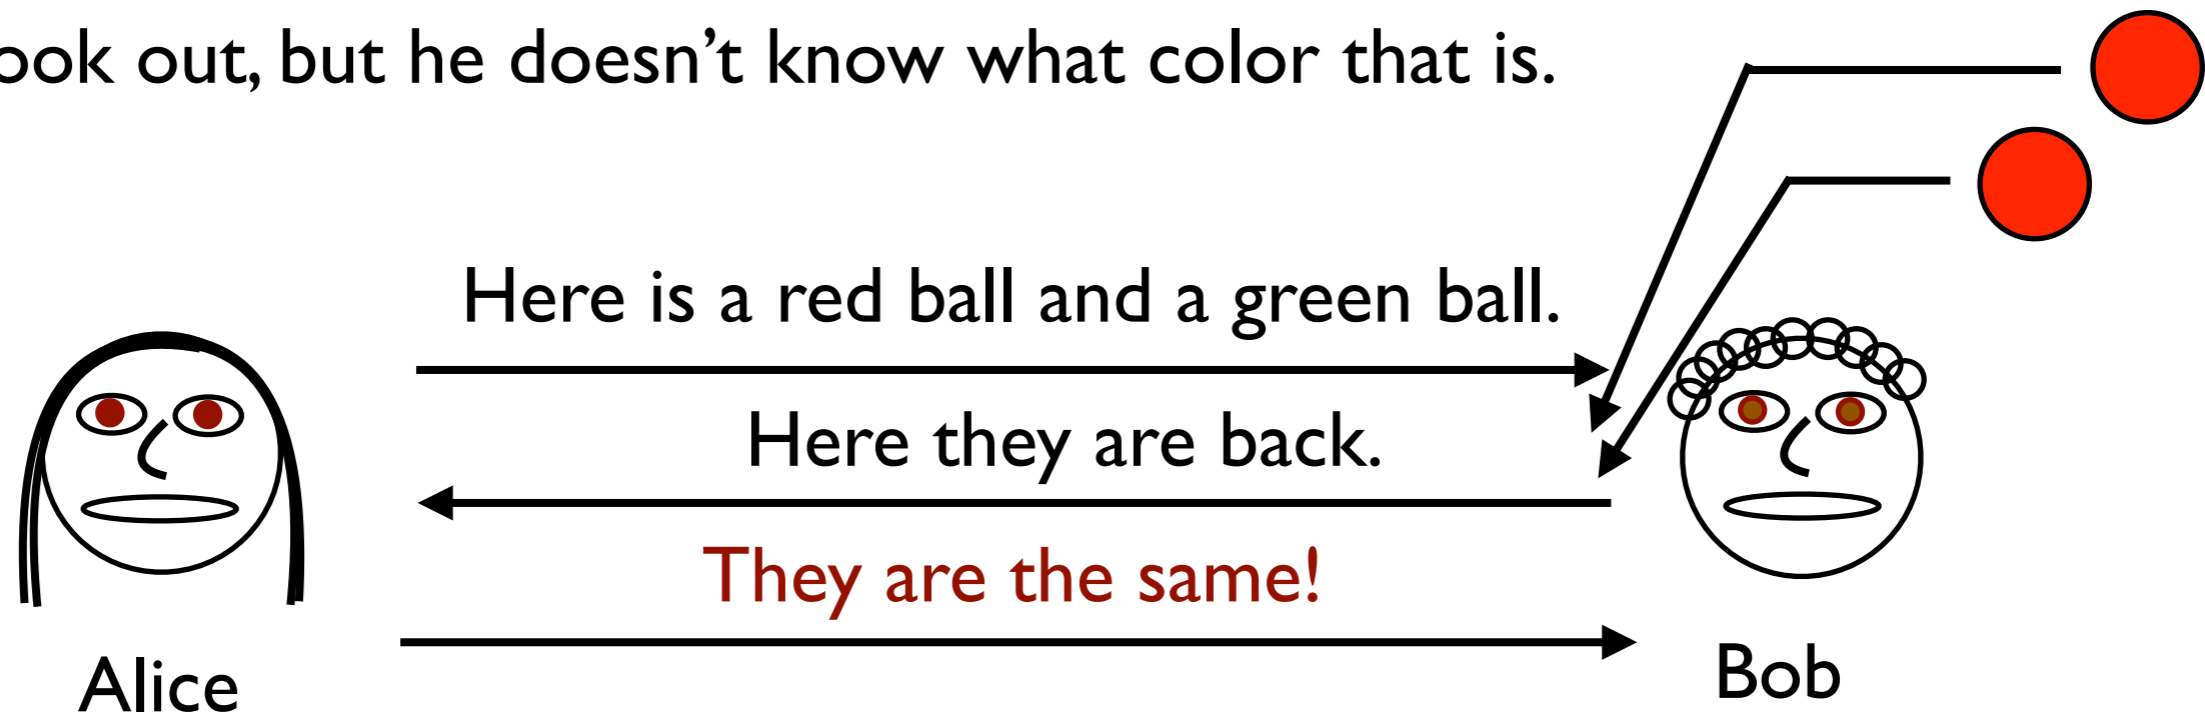 out, but he doesn’t know what color that is.
Here is a red ball and a green ball.
Here they are back.
They are the same!
Alice
Bob